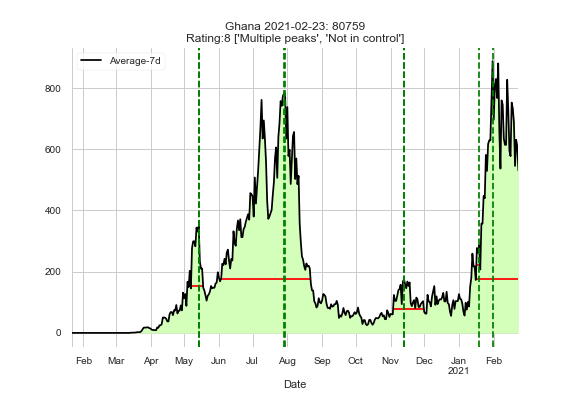 Ghana 2021-02-23: 80759
Rating:8 ['Multiple peaks', 'Not in control']
Average-7d
800
600
400
200
0
Feb Mar Apr May Jun Jul Aug Sep Oct Nov Dec Jan Feb
2021
Date